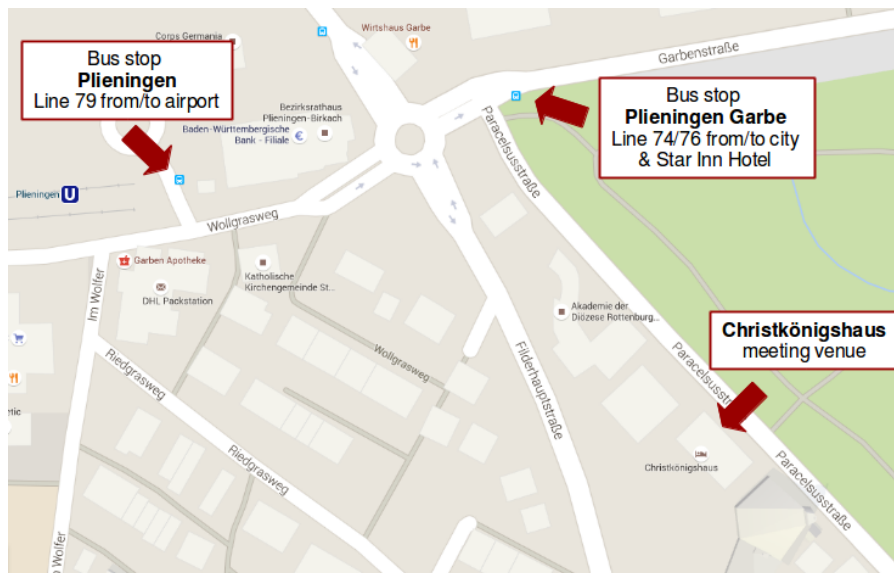 Corps Germania
Wirtshaus Garbe
Garbenstraße
Bus stop
Plieningen
Line 79 from/to airport
Bus stop
Plieningen Garbe
Line 74/76 from/to city
& Star Inn Hotel
Bezirksrathaus
Plieningen-Birkach
Baden-Württembergische
Bank - Filiale
€
Paracelsusstraße
Plieningen U
Wollgrasweg
Garben Apotheke
DHL Packstation
Katholische
Kirchengemeinde St...
Im Wolfer
Akademie der
Diözese Rottenburg...
Christkönigshaus
meeting venue
Riedgrasweg
Wollgrasweg
Filderhauptstraße
Paracelsusstraße
etic
Riedgrasweg
Christkönigshaus
Paracelsusstraße
Wolfer